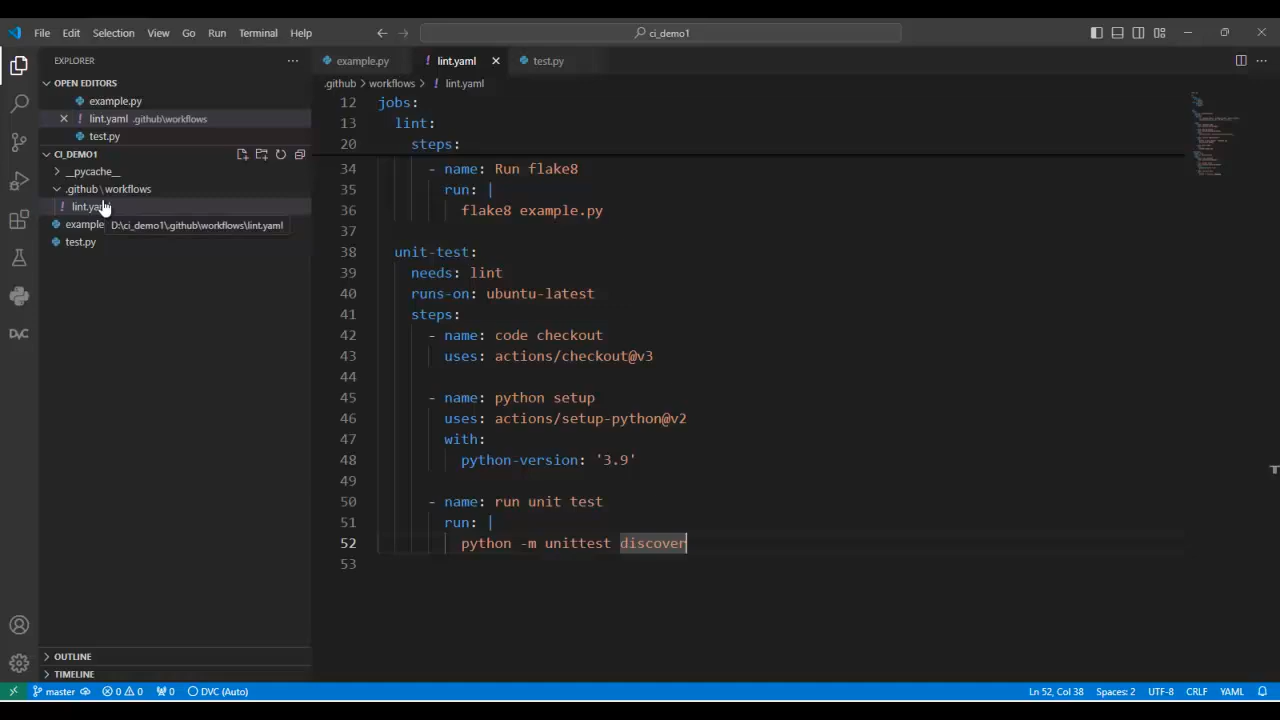 File Edit Selection View Go Run Terminal Help
ci_demo1
EXPLORER
OPEN EDITORS
example.py
lint.yaml .github\workflows
test.py
CI_DEMO1
__pycache__
.github \ workflows
lint.yaml
example
D:\ci_demo1\.github\workflows\lint.yaml
test.py
OUTLINE
TIMELINE
example.py lint.yaml test.py
.github > workflows > lint.yaml
12 jobs:
13 lint:
20 steps:
34 - name: Run flake8
35 run: |
36 flake8 example.py
37
38 unit-test:
39 needs: lint
40 runs-on: ubuntu-latest
41 steps:
42 - name: code checkout
43 uses: actions/checkout@v3
44
45 - name: python setup
46 uses: actions/setup-python@v2
47 with:
48 python-version: '3.9'
49
50 - name: run unit test
51 run: |
52 python -m unittest discover
53
DVC
master 0 0 0 DVC (Auto) Ln 52, Col 38 Spaces: 2 UTF-8 CRLF YAML